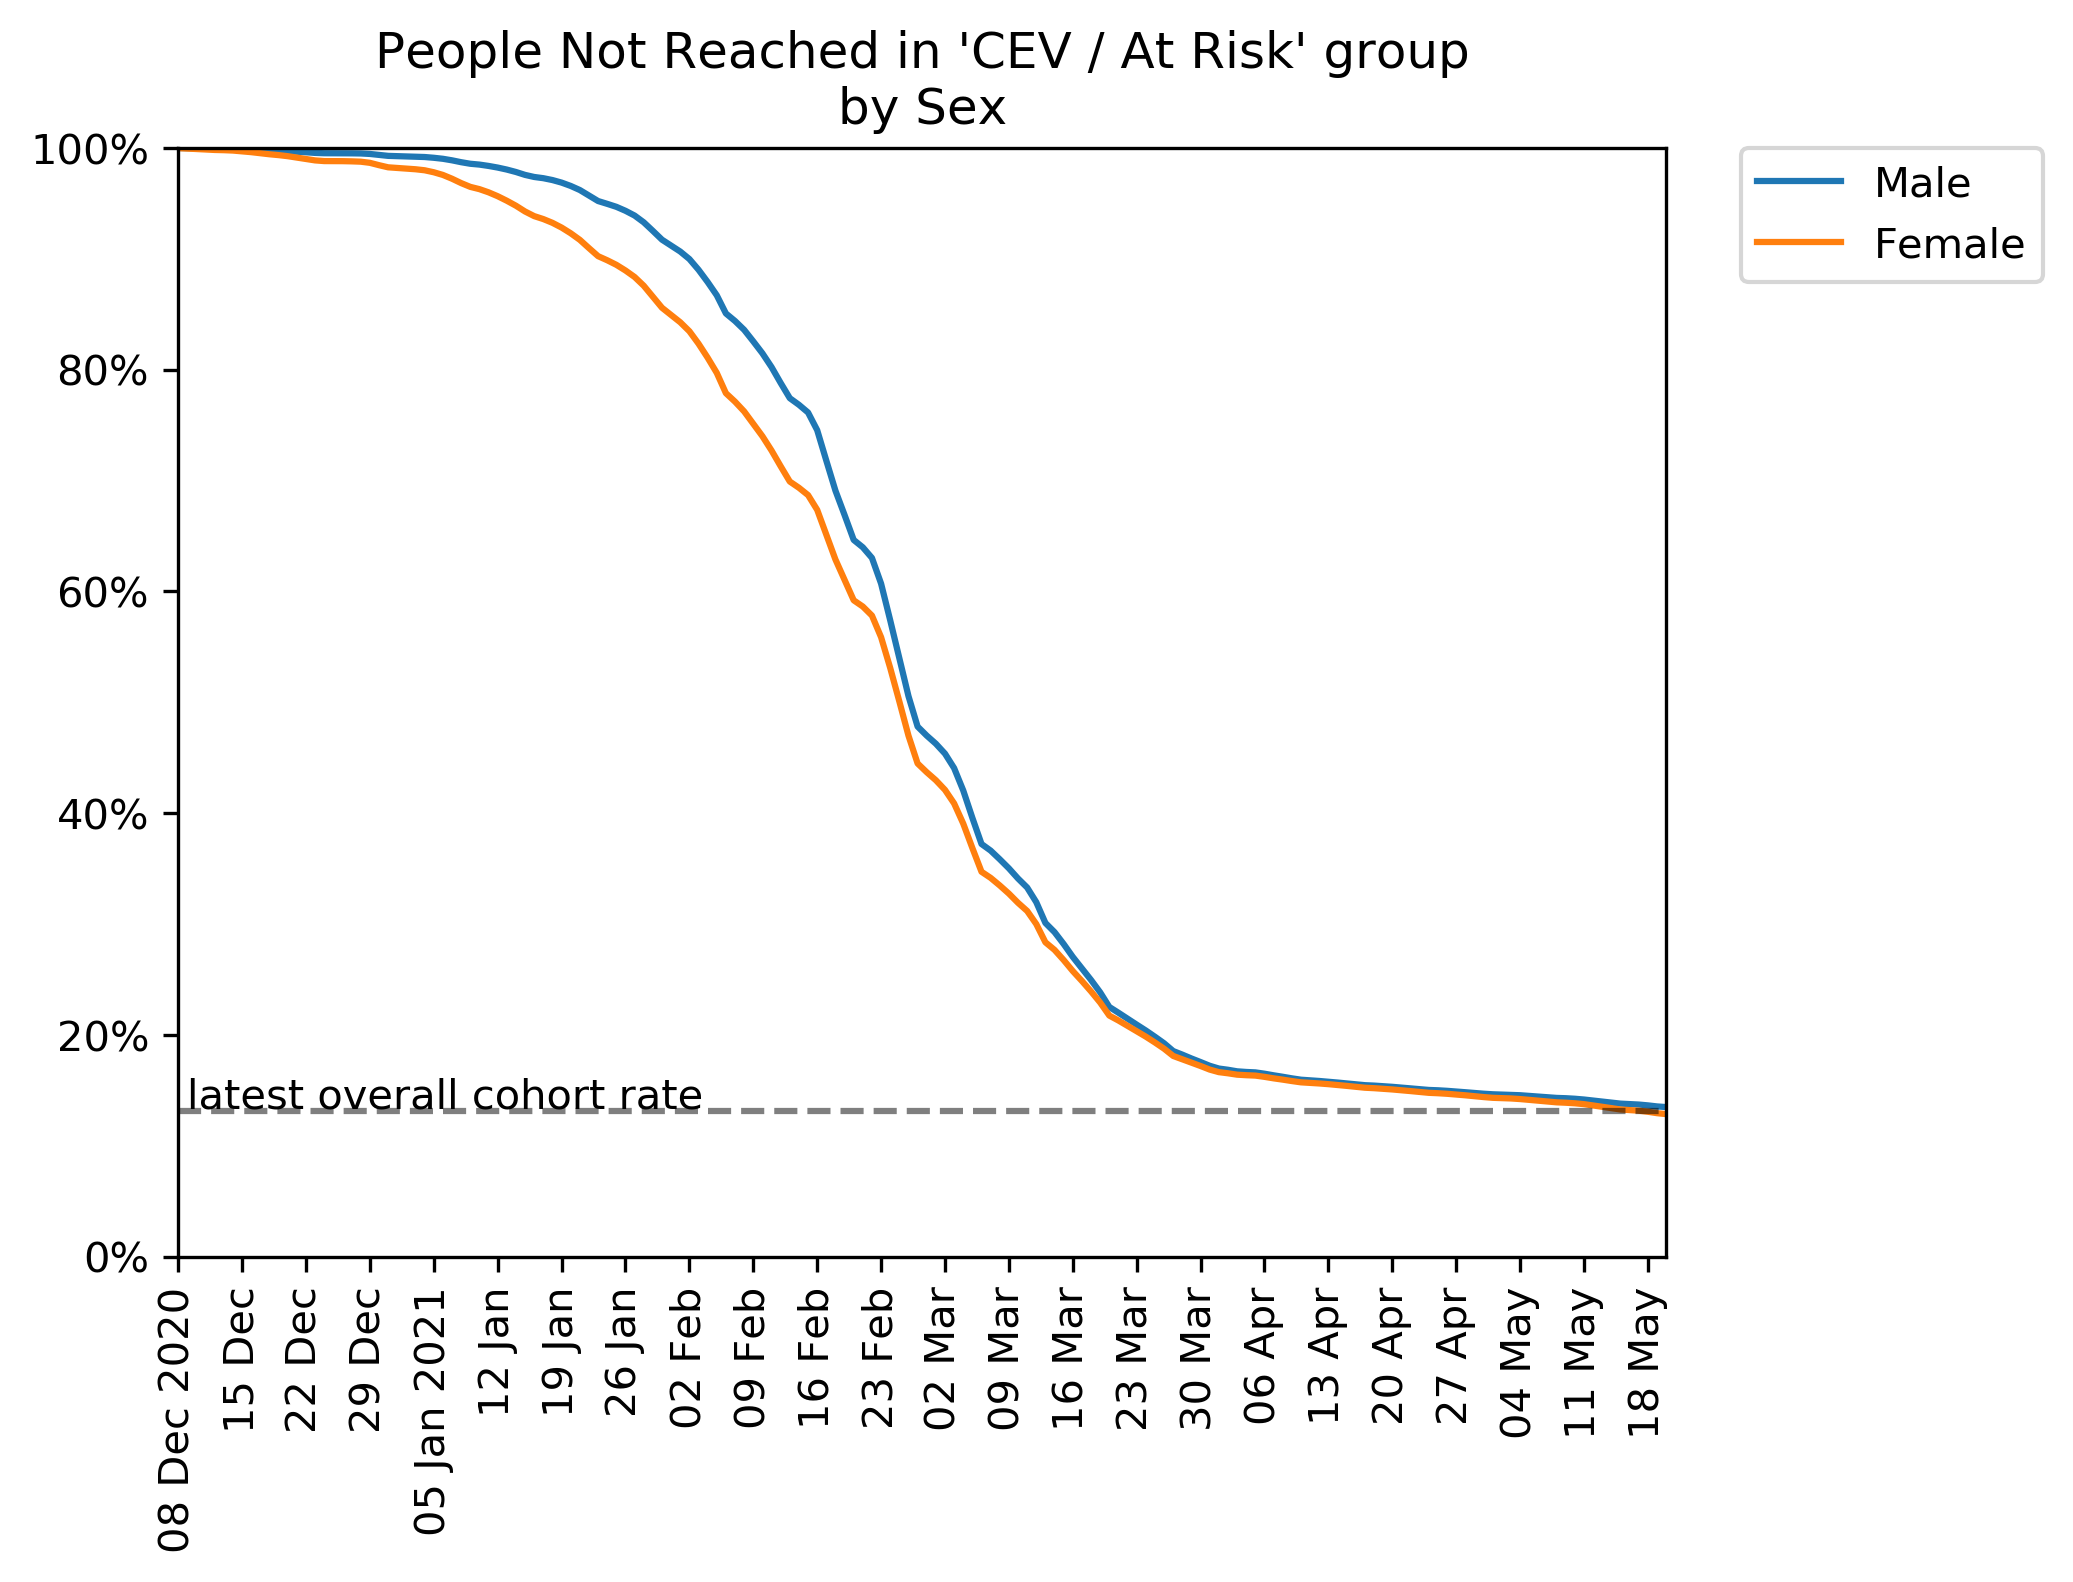 People Not Reached in 'CEV / At Risk' group
by Sex
100%
80%
60%
40%
20%
0%
latest overall cohort rate
Male
Female
08 Dec 2020
15 Dec
22 Dec
29 Dec
05 Jan 2021
12 Jan
19 Jan
26 Jan
02 Feb
09 Feb
16 Feb
23 Feb
02 Mar
09 Mar
16 Mar
23 Mar
30 Mar
06 Apr
13 Apr
20 Apr
27 Apr
04 May
11 May
18 May